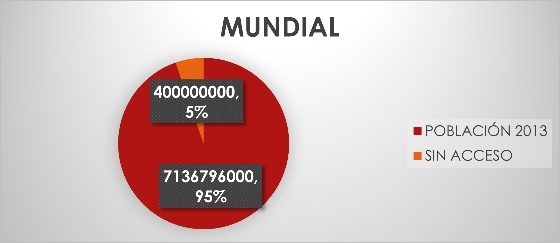 MUNDIAL
400000000,
5%
7136796000,
95%
POBLACIÓN 2013
SIN ACCESO